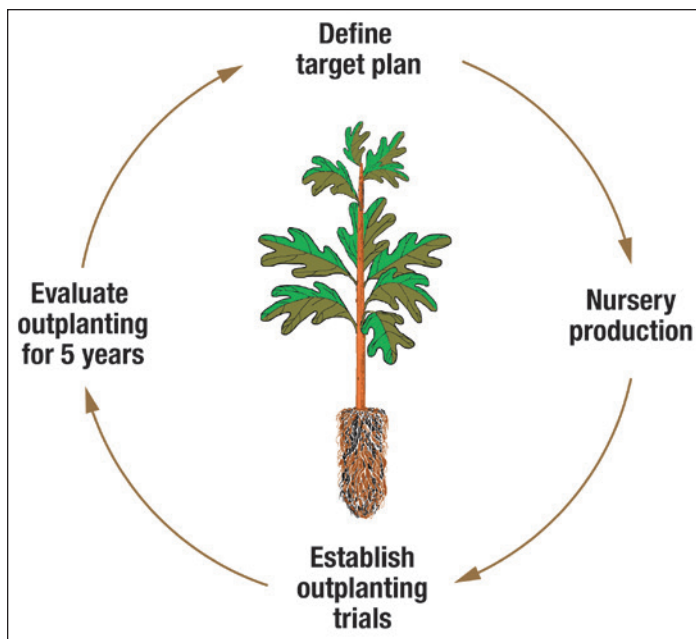 Define
target plan
Nursery
production
Establish
outplanting
trials
Evaluate
outplanting
for 5 years